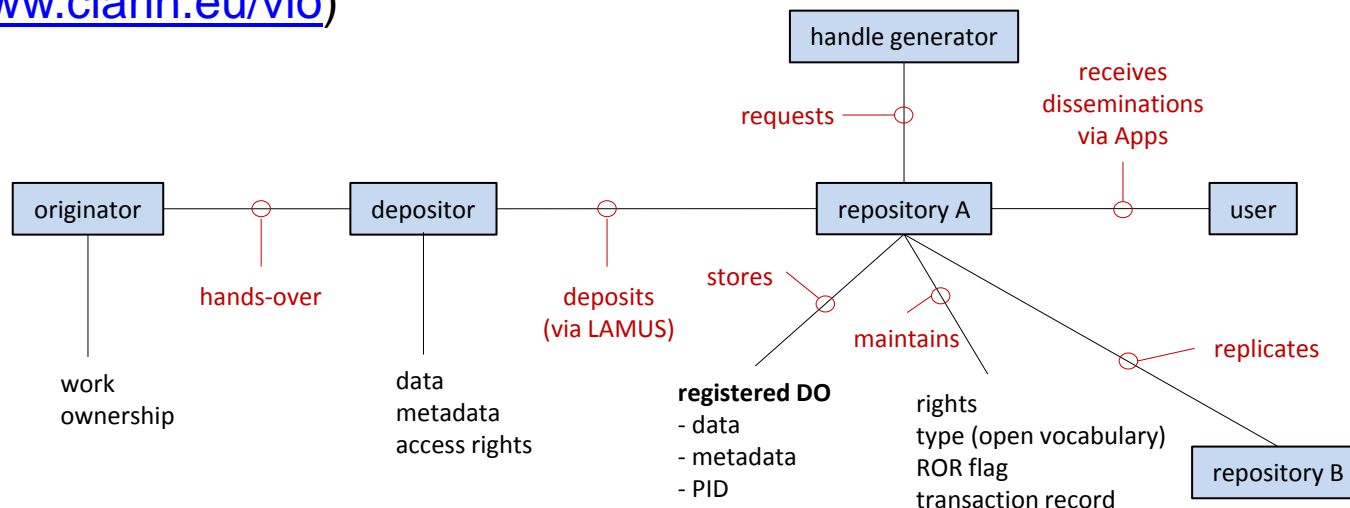 ww.clarin.eu/vlo)
handle generator
requests
receives
disseminations
via Apps
originator
depositor
repository A
user
hands-over
deposits
(via LAMUS)
stores
maintains
replicates
work
ownership
data
metadata
access rights
registered DO
- data
- metadata
- PID
rights
type (open vocabulary)
ROR flag
transaction record
repository B